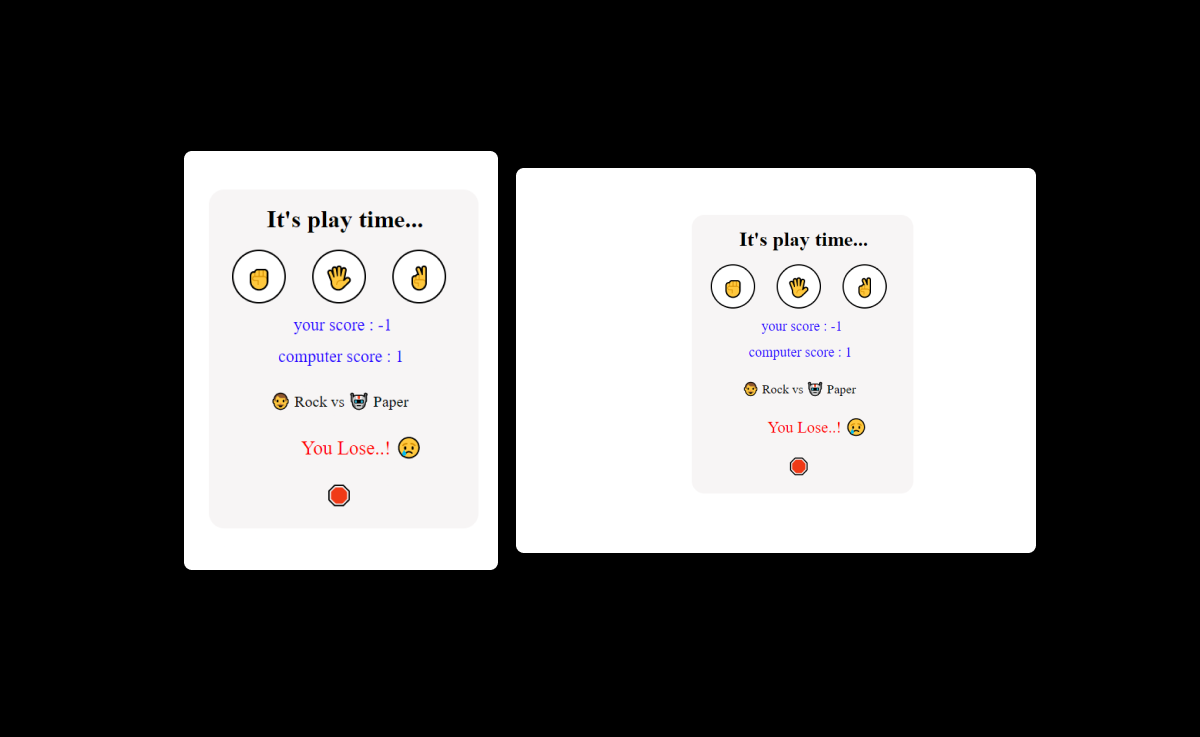 It's play time...
your score : -1
computer score : 1
Rock vs Paper
You Lose..!
It's play time...
your score : -1
computer score : 1
Rock vs Paper
You Lose..!